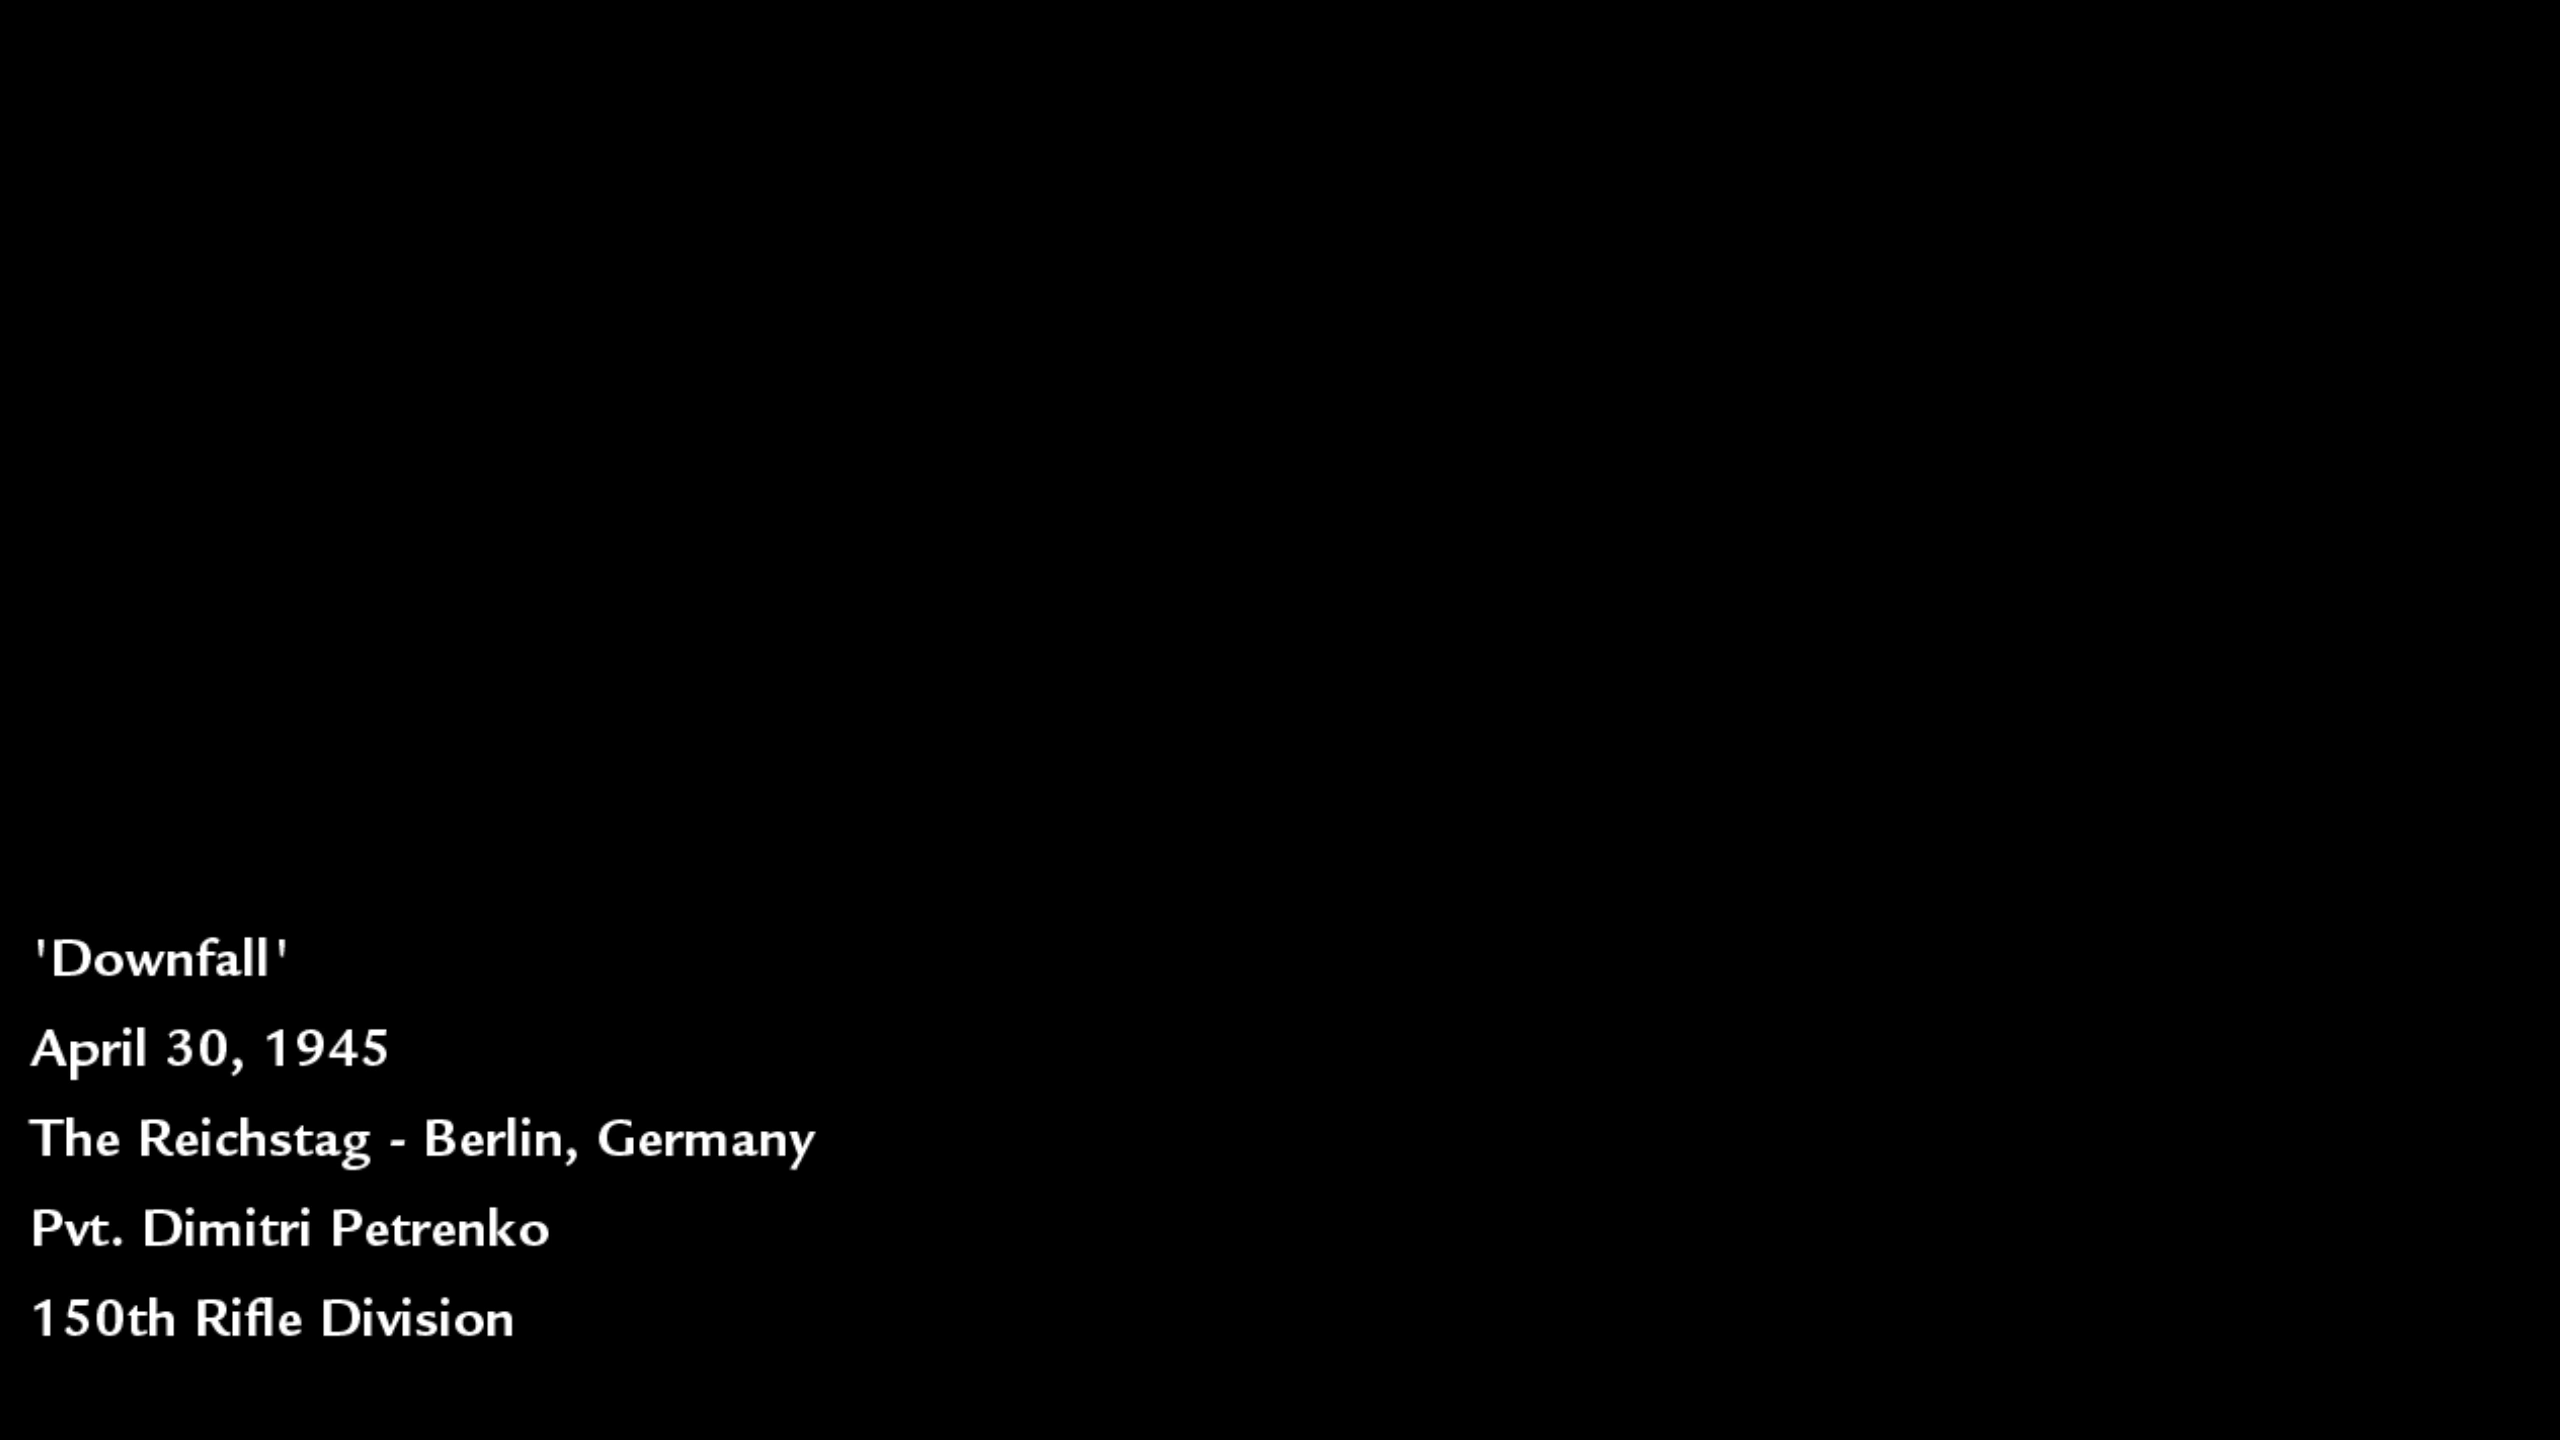 'Downfall'
April 30, 1945
The Reichstag - Berlin, Germany
Pvt. Dimitri Petrenko
150th Rifle Division